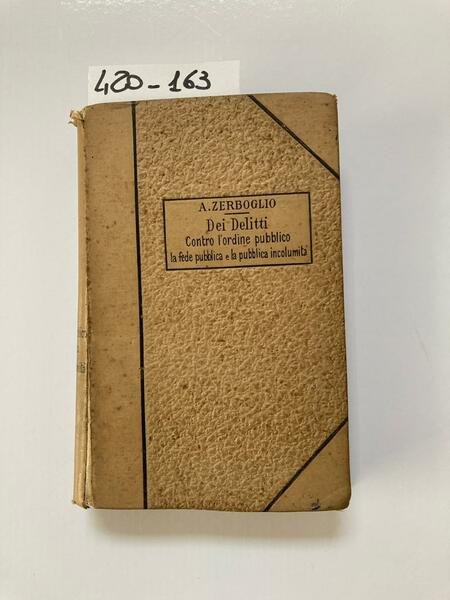 420-163
A. ZERBOGLIO
Dei Delitti
Contro l'ordine pubblico
la fede pubblica e la pubblica incolumità